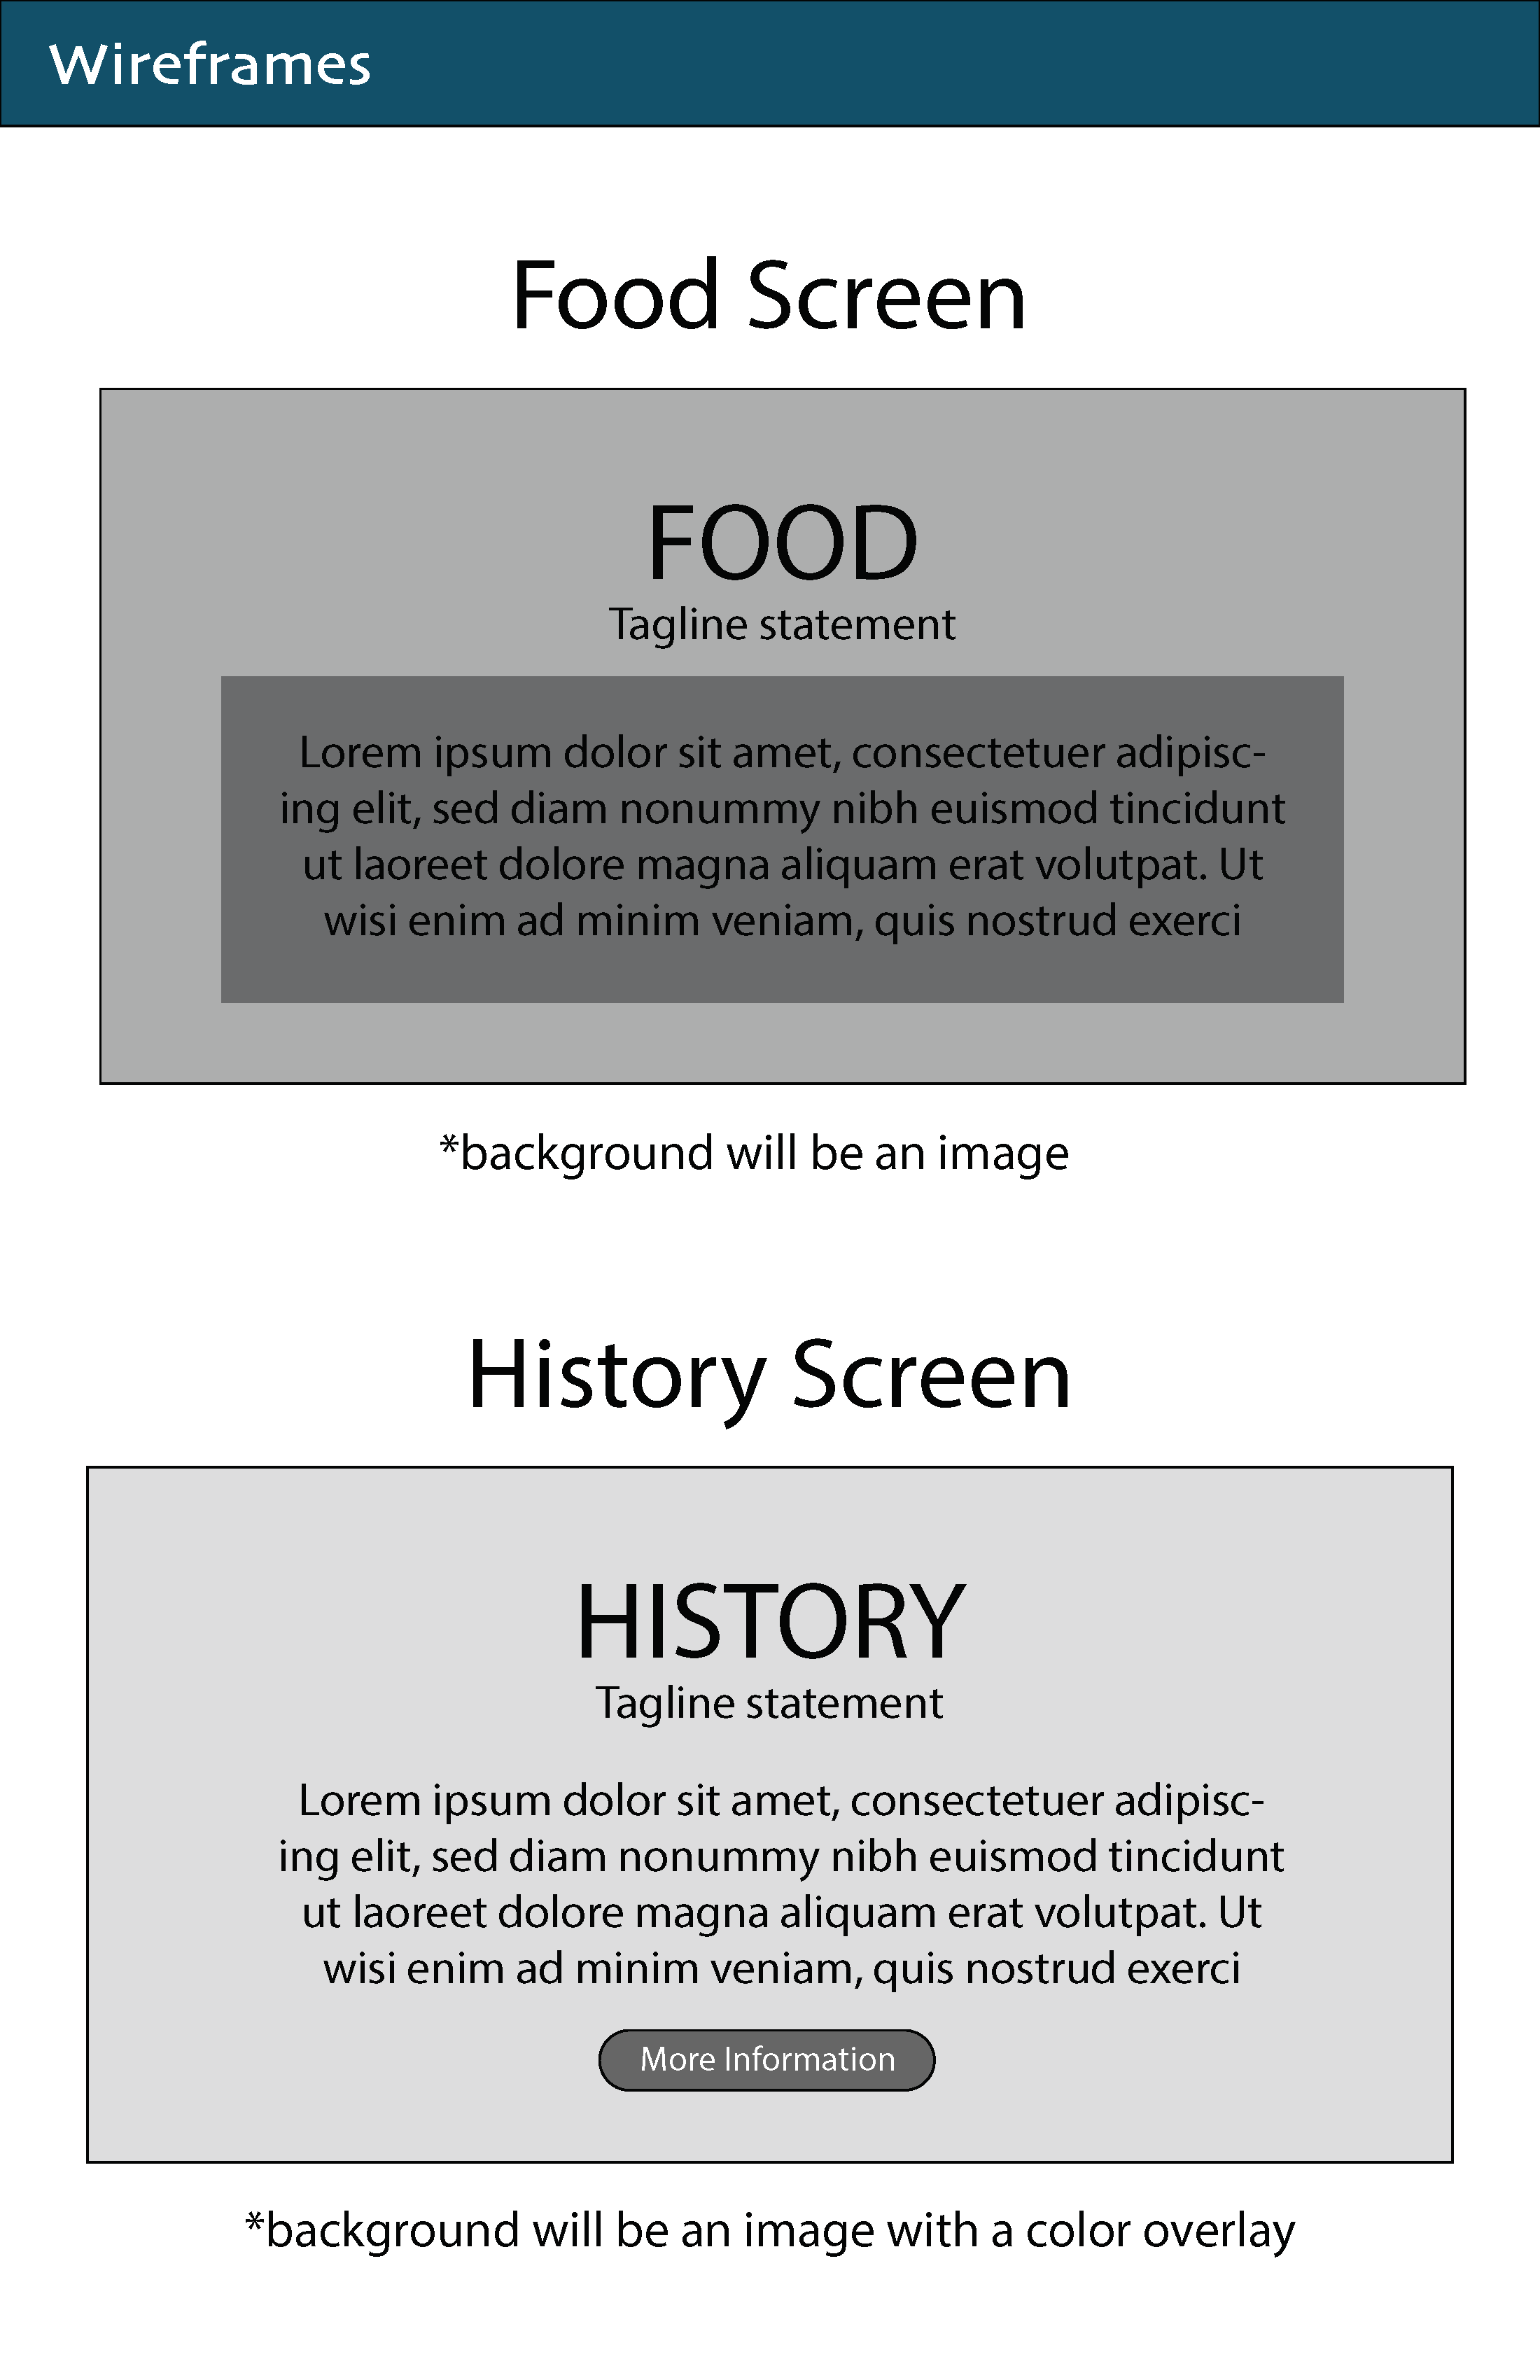 Wireframes
Food Screen
FOOD
Tagline statement
Lorem ipsum dolor sit amet, consectetuer adipisc-
ing elit, sed diam nonummy nibh euismod tincidunt
ut laoreet dolore magna aliquam erat volutpat. Ut
wisi enim ad minim veniam, quis nostrud exerci
*background will be an image
History Screen
HISTORY
Tagline statement
Lorem ipsum dolor sit amet, consectetuer adipisc-
ing elit, sed diam nonummy nibh euismod tincidunt
ut laoreet dolore magna aliquam erat volutpat. Ut
wisi enim ad minim veniam, quis nostrud exerci
More Information
*background will be an image with a color overlay